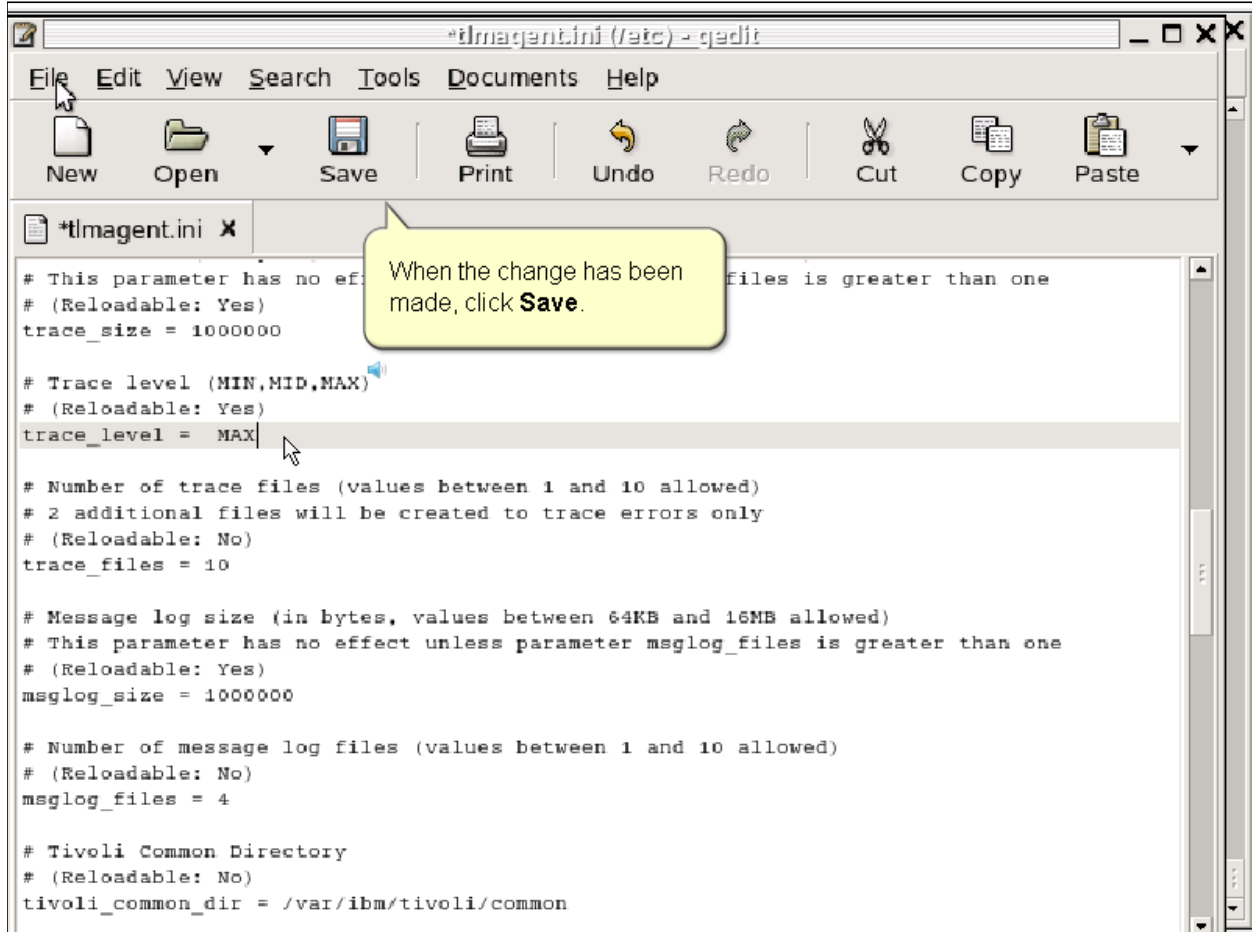 *tlmagent.ini (/etc) - gedit
File Edit View Search Tools Documents Help
New Open Save Print Undo Redo Cut Copy Paste
*tlmagent.ini
When the change has been
made, click Save.
# This parameter has no files is greater than one
# (Reloadable: Yes)
trace_size = 1000000
# Trace level (MIN,MID,MAX)
# (Reloadable: Yes)
trace_level = MAX
# Number of trace files (values between 1 and 10 allowed)
# 2 additional files will be created to trace errors only
# (Reloadable: No)
trace_files = 10
# Message log size (in bytes, values between 64KB and 16MB allowed)
# This parameter has no effect unless parameter msglog_files is greater than one
# (Reloadable: Yes)
msglog_size = 1000000
# Number of message log files (values between 1 and 10 allowed)
# (Reloadable: No)
msglog_files = 4
# Tivoli Common Directory
# (Reloadable: No)
tivoli_common_dir = /var/ibm/tivoli/common